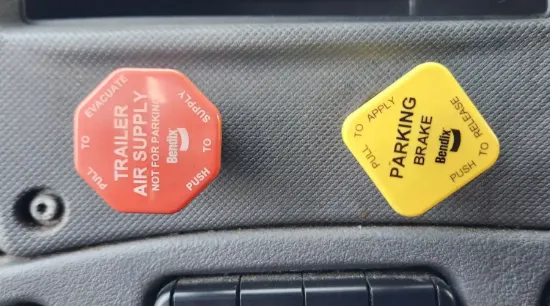 PULL TO EVACUATE
TRAILER
AIR SUPPLY
NOT FOR PARKING
Bendix
PUSH TO SUPPLY
PULL TO APPLY
PARKING
BRAKE
Bendix
PUSH TO RELEASE